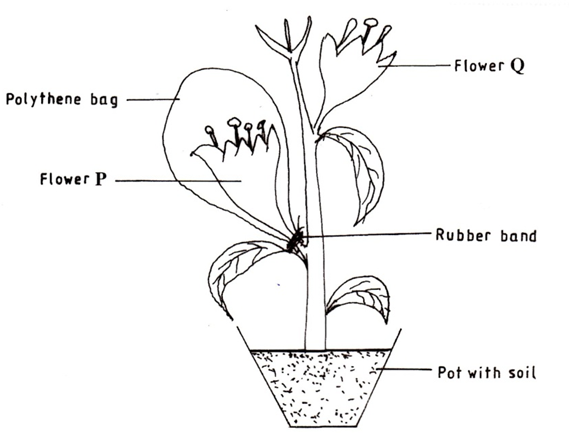 Flower Q
Polythene bag
Flower P
Rubber band
Pot with soil